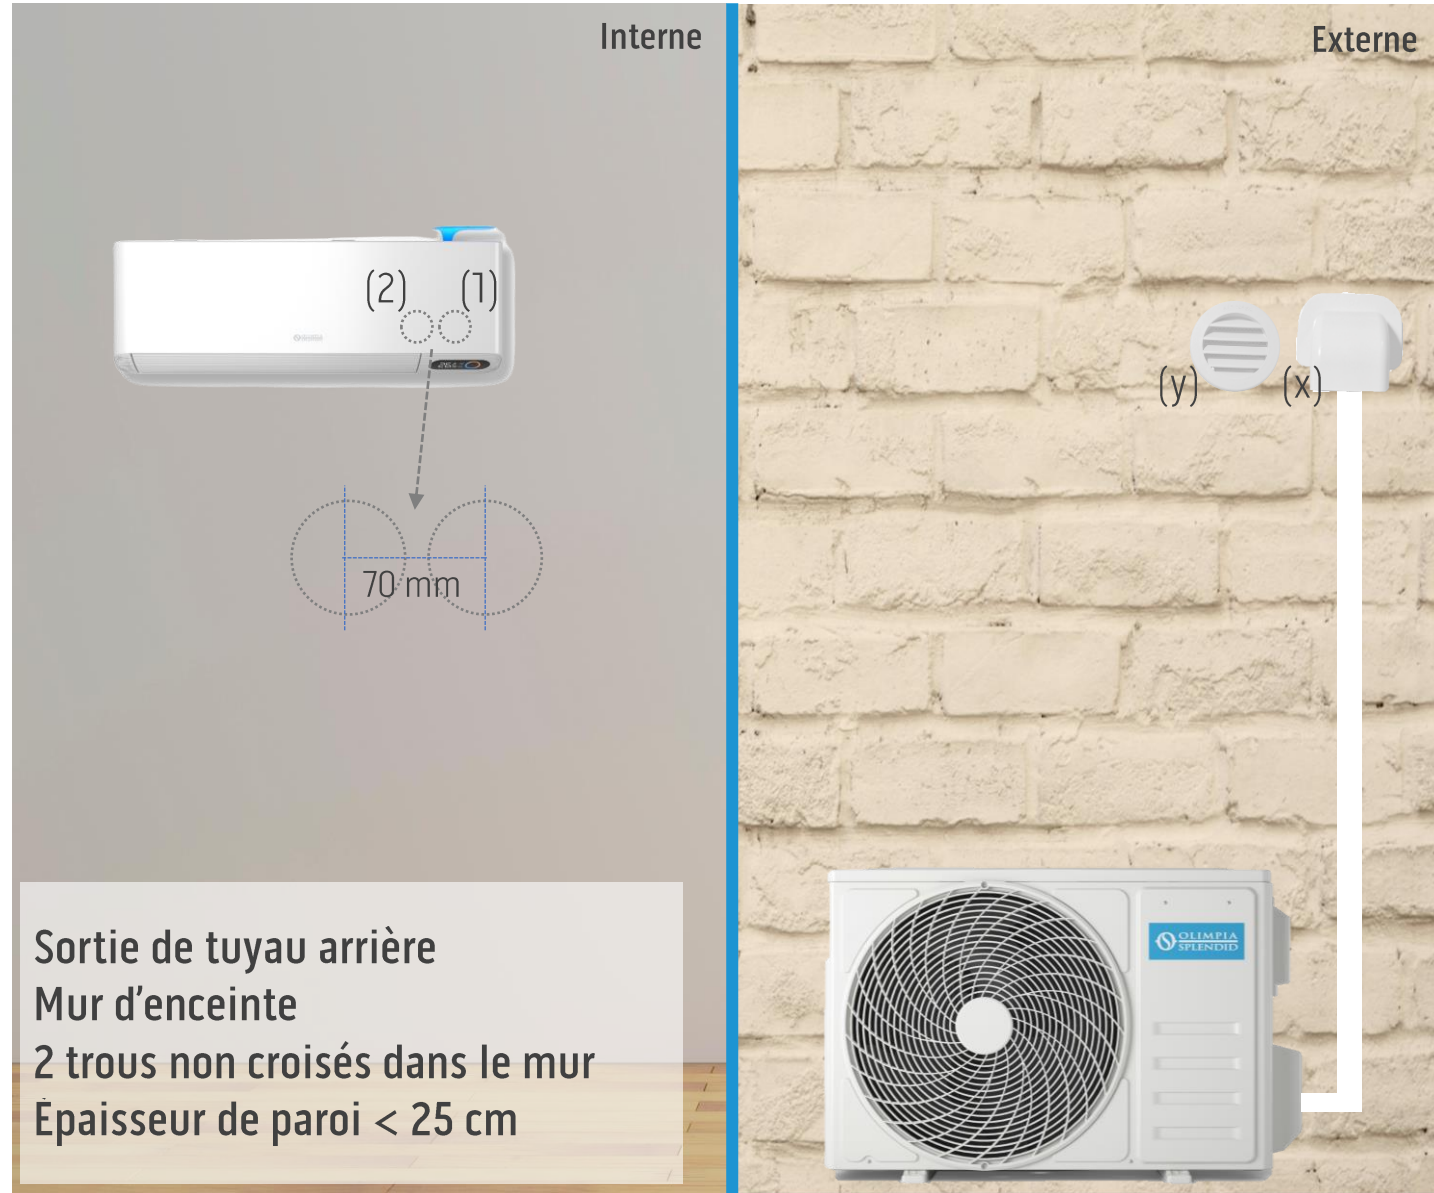 Interne
Externe
(2)
(1)
(y)
(x)
70 mm
OLIMPIA
SPLENDID
Sortie de tuyau arrière
Mur d'enceinte
2 trous non croisés dans le mur
Épaisseur de paroi < 25 cm